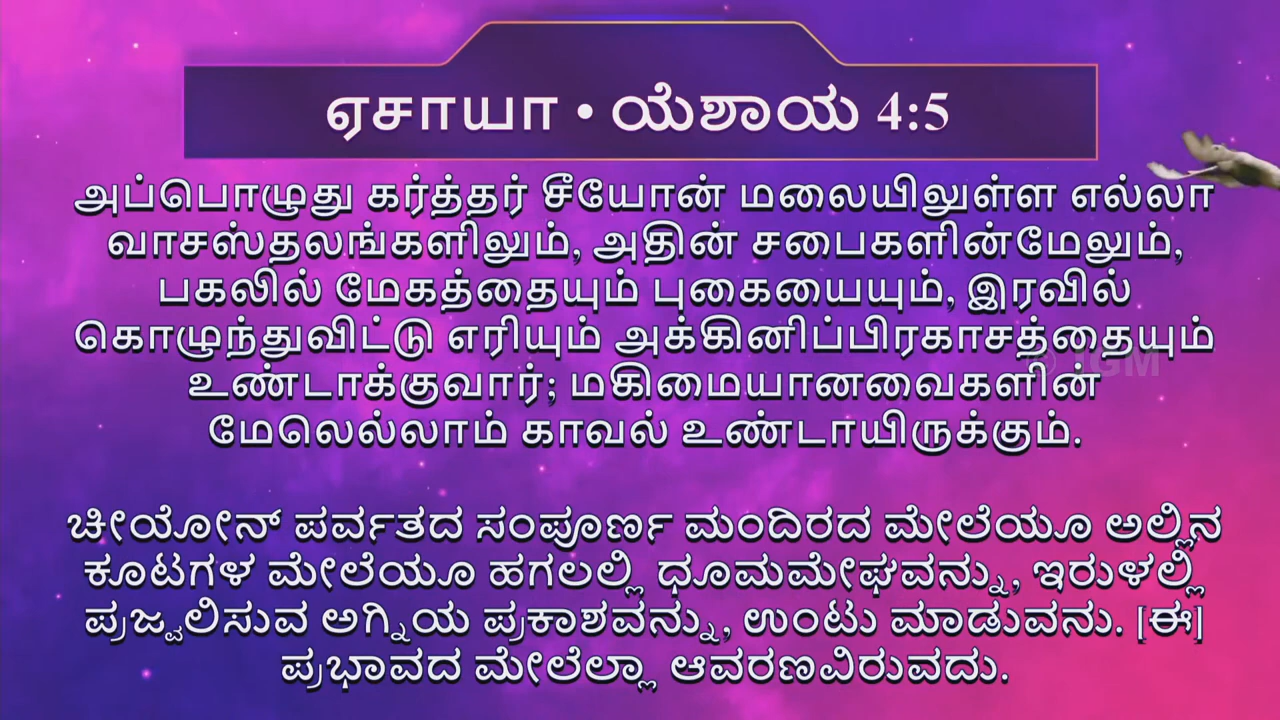 ஏசாயா • ಯೆಶಾಯ 4:5
அப்பொழுது கர்த்தர் சீயோன் மலையிலுள்ள எல்லா
வாசஸ்தலங்களிலும், அதின் சபைகளின்மேலும்,
பகலில் மேகத்தையும் புகையையும், இரவில்
கொழுந்துவிட்டு எரியும் அக்கினிப்பிரகாசத்தையும்
© JGM
உண்டாக்குவார்; மகிமையானவைகளின்
மேலெல்லாம் காவல் உண்டாயிருக்கும்.
ಚೀಯೋನ್ ಪರ್ವತದ ಸಂಪೂರ್ಣ ಮಂದಿರದ ಮೇಲೆಯೂ ಅಲ್ಲಿನ
ಕೂಟಗಳ ಮೇಲೆಯೂ ಹಗಲಲ್ಲಿ ಧೂಮಮೇಘವನ್ನು, ಇರುಳಲ್ಲಿ
ಪ್ರಜ್ವಲಿಸುವ ಅಗ್ನಿಯ ಪ್ರಕಾಶವನ್ನು, ಉಂಟು ಮಾಡುವನು. [ಈ]
ಪ್ರಭಾವದ ಮೇಲೆಲ್ಲಾ ಆವರಣವಿರುವದು.